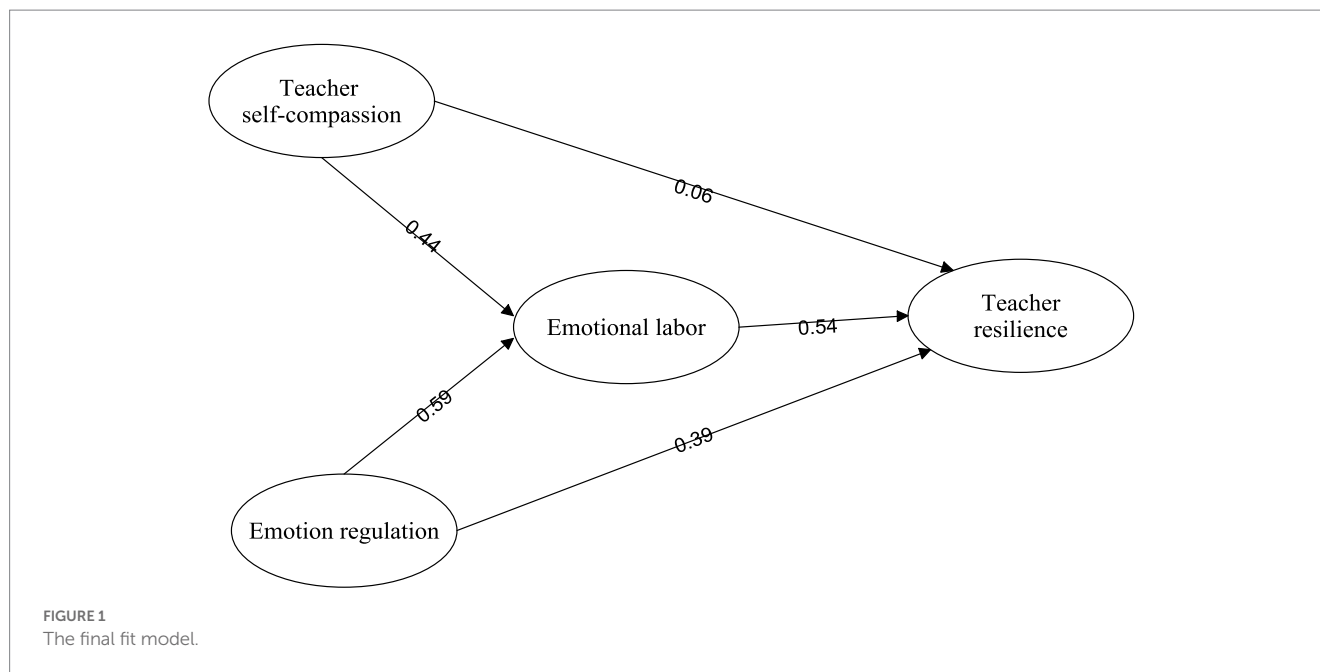 Teacher
self-compassion
0.06
0.44
Emotional labor
0.54
Teacher
resilience
0.59
0.39
Emotion regulation
FIGURE 1
The final fit model.